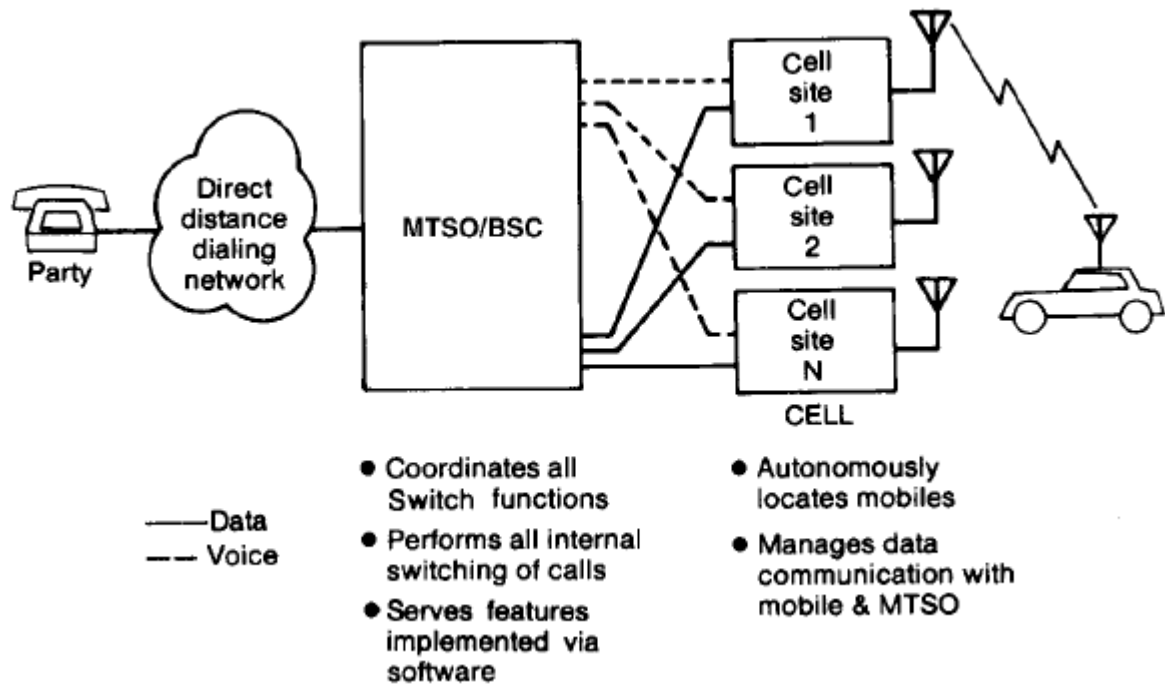 Party
Direct
distance
dialing
network
MTSO/BSC
Cell
site
1
Cell
site
2
Cell
site
N
CELL
Data
Voice
● Coordinates all
Switch functions
● Performs all internal
switching of calls
● Serves features
implemented via
software
● Autonomously
locates mobiles
● Manages data
communication with
mobile & MTSO